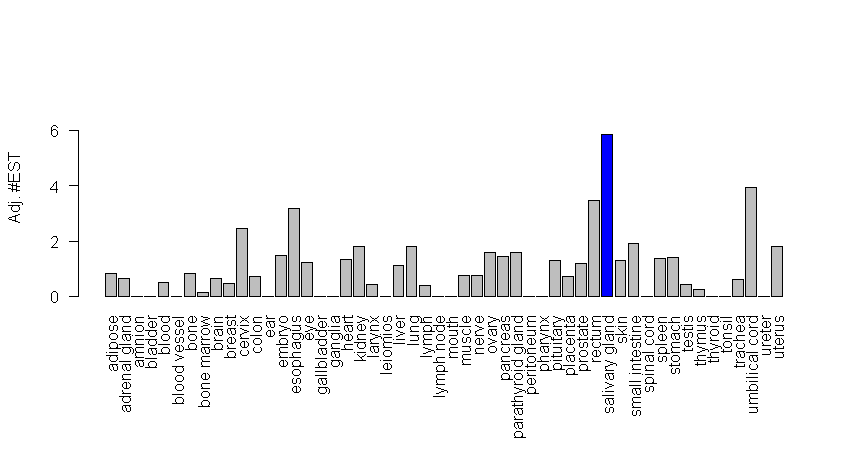 Adj. #EST
6
4
2
0
adipose
adrenal gland
amnion
bladder
blood
blood vessel
bone
bone marrow
brain
breast
cervix
colon
ear
embryo
esophagus
eye
gallbladder
ganglia
heart
kidney
larynx
leiomios
liver
lung
lymph
lymph node
mouth
muscle
nerve
ovary
pancreas
parathyroid gland
peritoneum
pharynx
pituitary
placenta
prostate
rectum
salivary gland
skin
small intestine
spinal cord
spleen
stomach
testis
thymus
thyroid
tonsil
trachea
umbilical cord
ureter
uterus